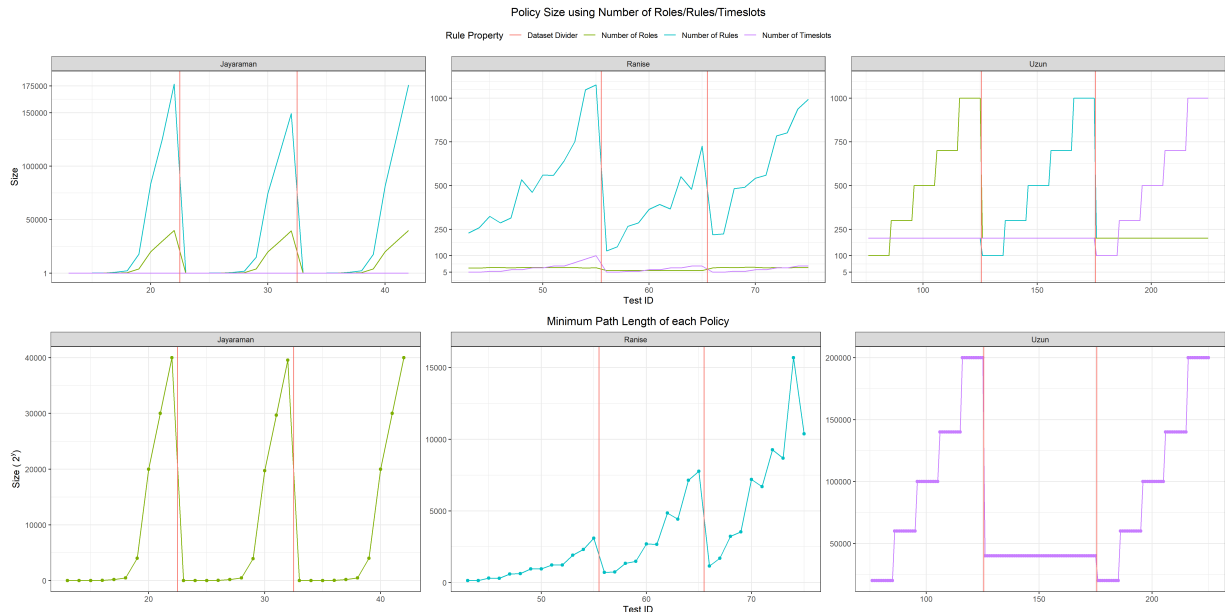 Policy Size using Number of Roles/Rules/Timeslots
Rule Property Dataset Divider Number of Roles Number of Rules Number of Timeslots
Jayaraman Ranise Uzun
Size
175000
150000
100000
50000
1
20 30 40
1000
750
500
250
100
5
50 60 70
Test ID
1000
750
500
250
100
5
100 150 200
Minimum Path Length of each Policy
Jayaraman Ranise Uzun
Size ( 2^y)
40000
30000
20000
10000
0
20 30 40
15000
10000
5000
0
50 60 70
Test ID
200000
150000
100000
50000
100 150 200